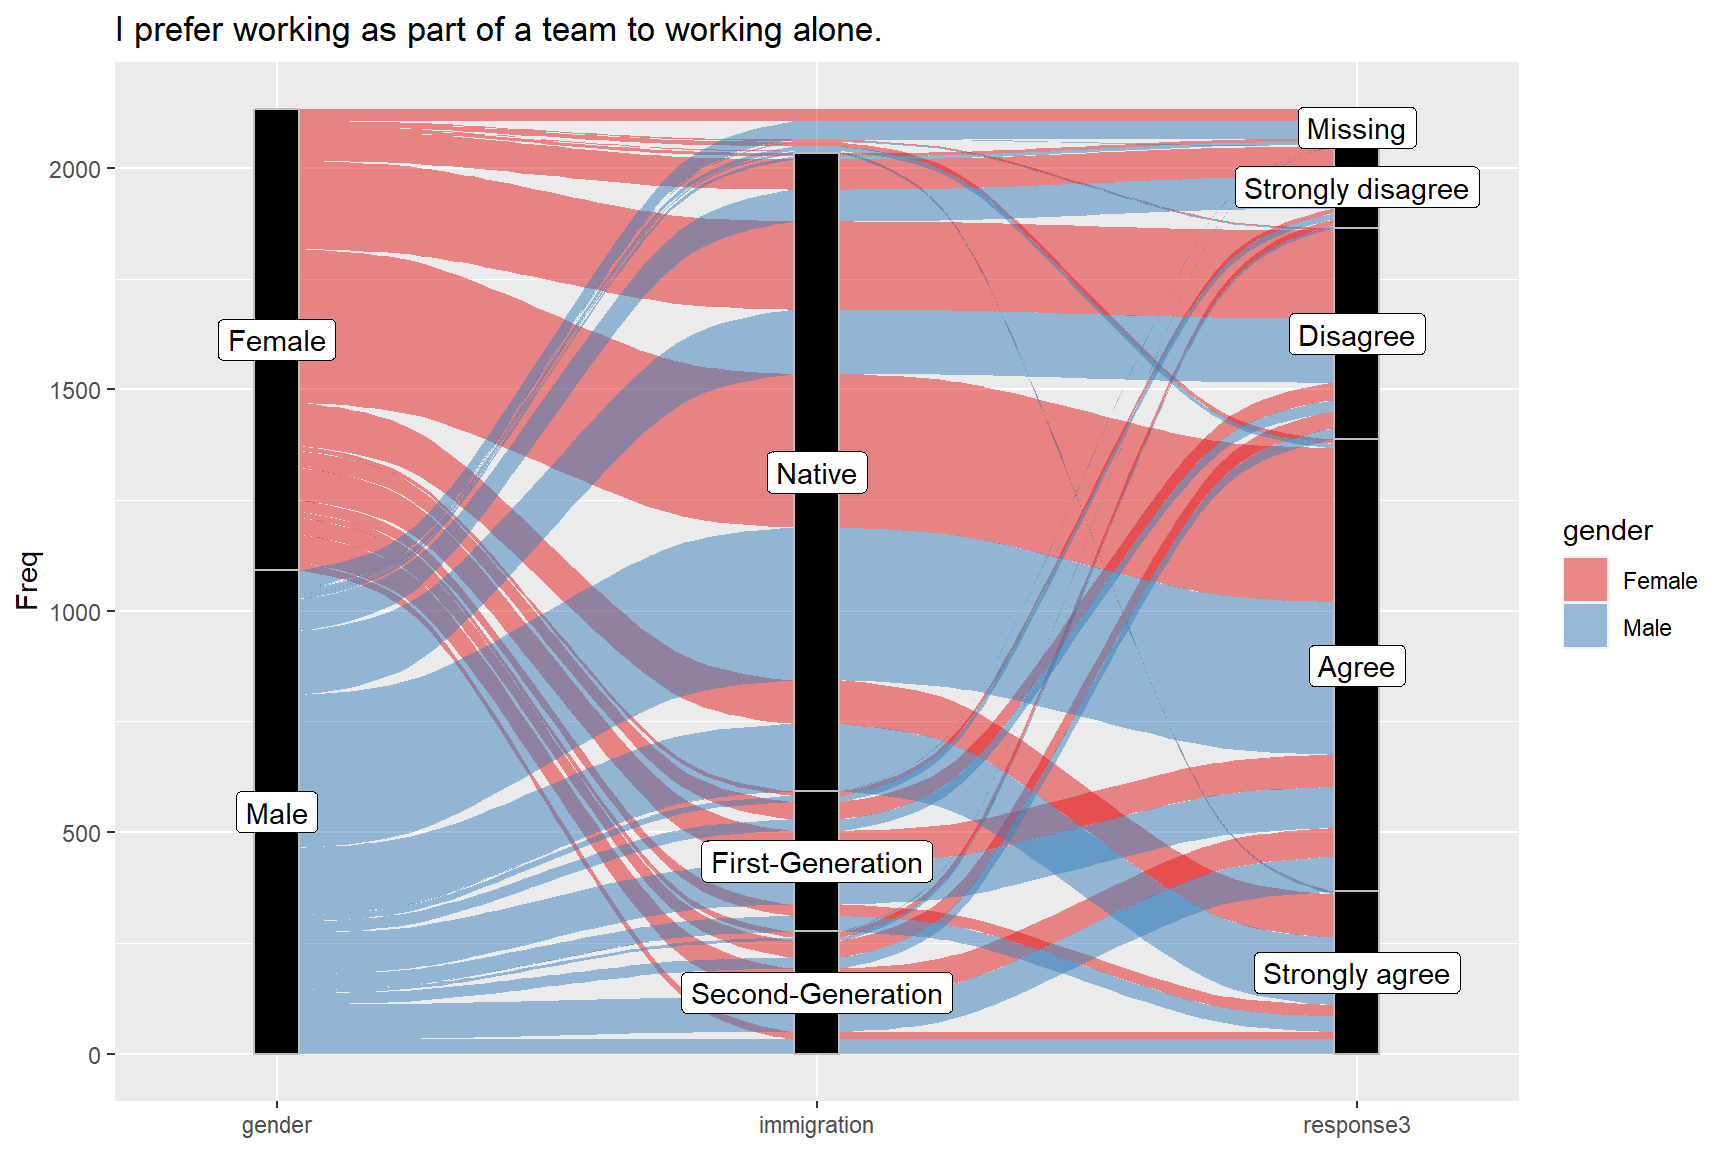 I prefer working as part of a team to working alone.
Freq
2000
1500
1000
500
0
Female
Male
Native
First-Generation
Second-Generation
Missing
Strongly disagree
Disagree
Agree
Strongly agree
gender
immigration
response3
gender
Female
Male